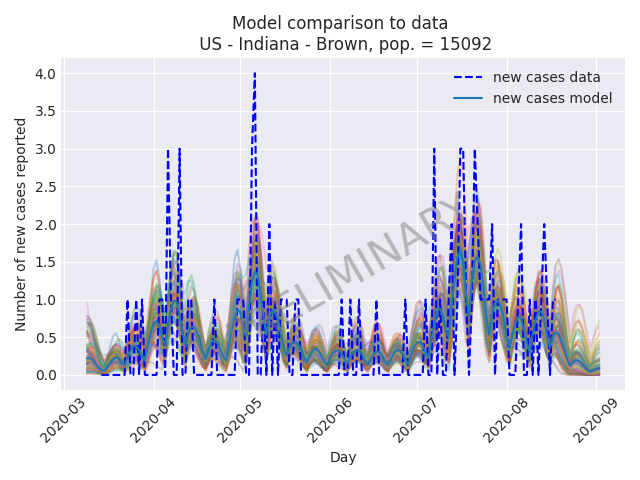 Model comparison to data
US - Indiana - Brown, pop. = 15092
new cases data
new cases model
Number of new cases reported
4.0
3.5
3.0
2.5
2.0
1.5
1.0
0.5
0.0
PRELIMINARY
2020-03
2020-04
2020-05
2020-06
2020-07
2020-08
2020-09
Day